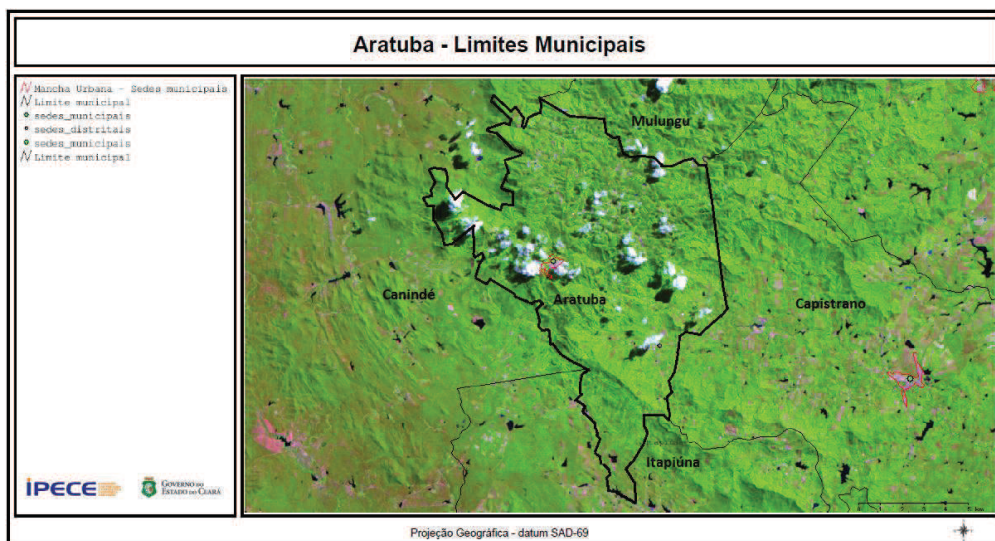 Aratuba - Limites Municipais
Mancha Urbana - Sedes municipais
Limite municipal
sedes_municipais
sedes_distritais
sedes_municipais
Limite municipal
Mulungu
Canindé
Aratuba
Capistrano
Itapiúna
iPECE
GOVERNO DO
ESTADO DO CEARÁ
Projeção Geográfica - datum SAD-69